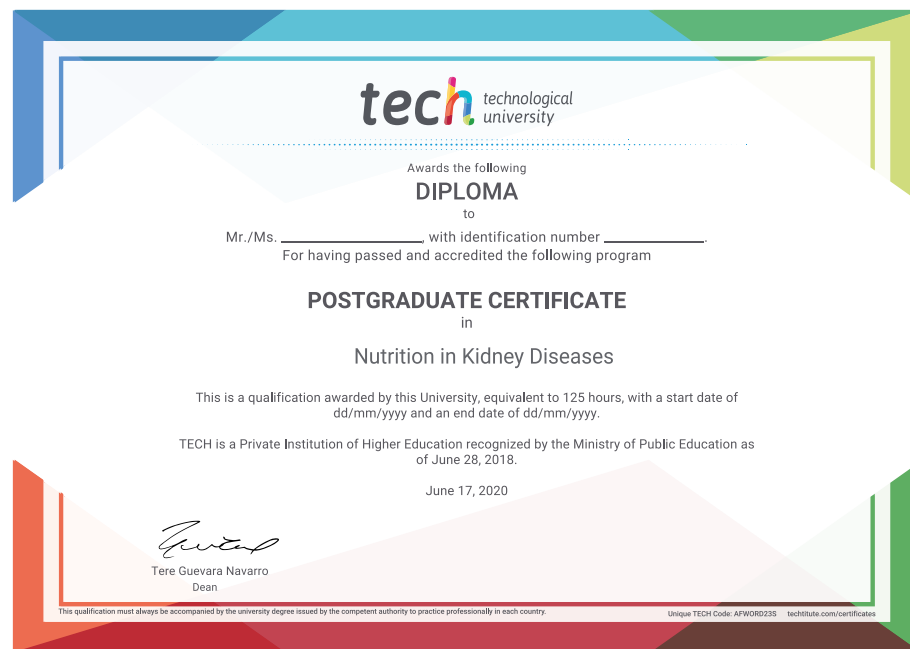 tech technological
university
Awards the following
DIPLOMA
to
Mr./Ms. ________________, with identification number ____________.
For having passed and accredited the following program
POSTGRADUATE CERTIFICATE
in
Nutrition in Kidney Diseases
This is a qualification awarded by this University, equivalent to 125 hours, with a start date of
dd/mm/yyyy and an end date of dd/mm/yyyy.
TECH is a Private Institution of Higher Education recognized by the Ministry of Public Education as
of June 28, 2018.
June 17, 2020
Tere Guevara Navarro
Dean
This qualification must always be accompanied by the university degree issued by the competent authority to practice professionally in each country.
Unique TECH Code: AFWORD23S techtitute.com/certificates